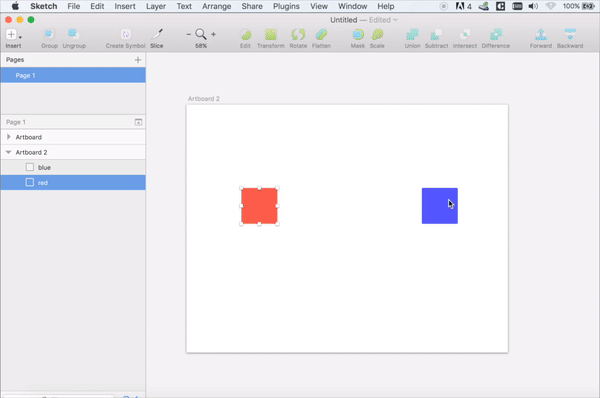 Sketch File Edit Insert Layer Text Arrange Share Plugins View Window Help 4 100%
Untitled — Edited
Insert Group Ungroup Create Symbol Slice 58% Edit Transform Rotate Flatten Mask Scale Union Subtract Intersect Difference Forward Backward
Pages
Page 1
Page 1
Artboard
Artboard 2
blue
red
Artboard 2